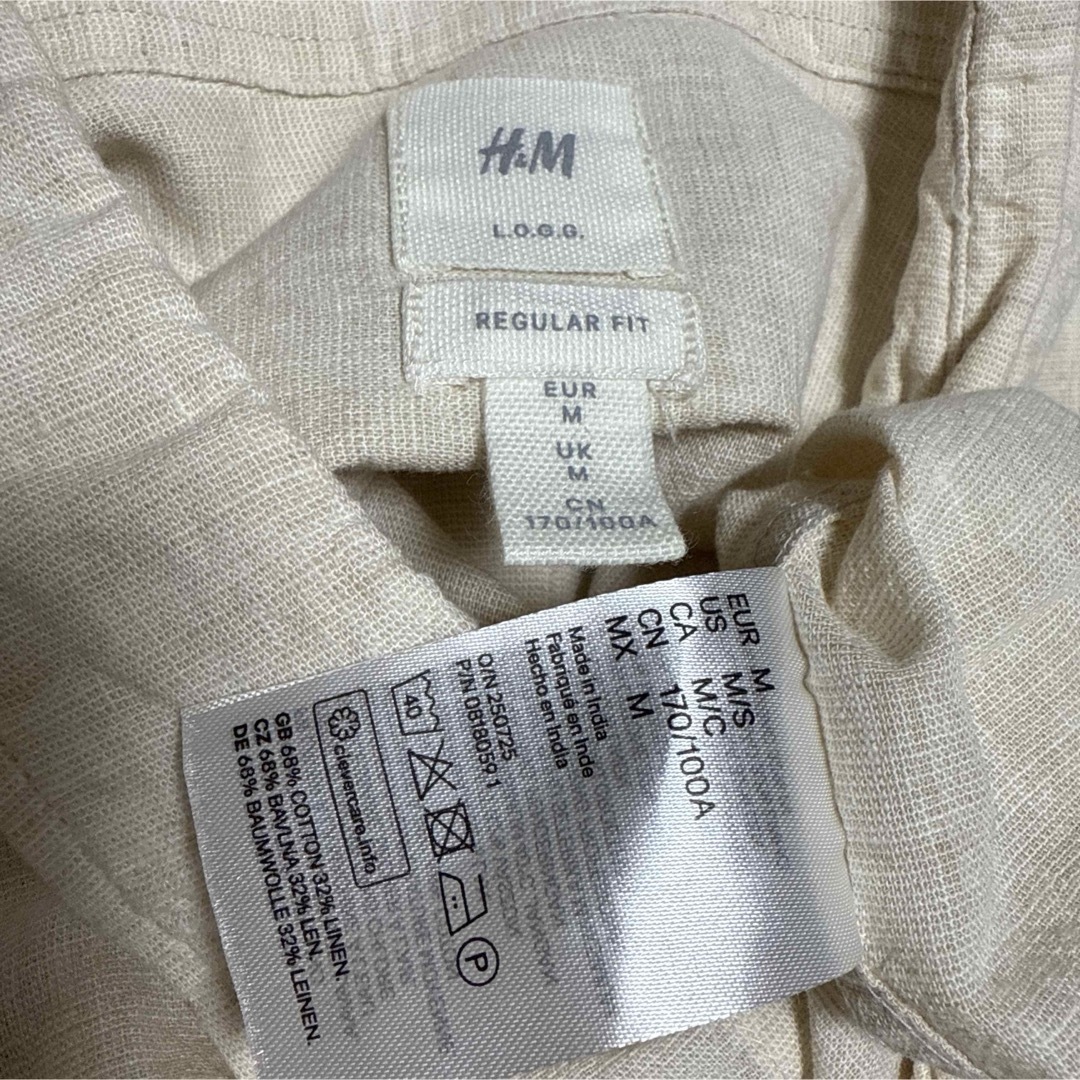 H&M
L.O.G.G.
REGULAR FIT
EUR
M
UK
M
CN
170/100A
EUR M
US M/S
CA M/C
CN 170/100A
MX M
Made in India
Fabriqué en Inde
Hecho en India
O/N 250725
P/N 08080591
40
P
clevercare.info
GB 68% COTTON 32% LINEN.
CZ 68% BAVLNA 32% LEN.
DE 68% BAUMWOLLE 32% LEINEN